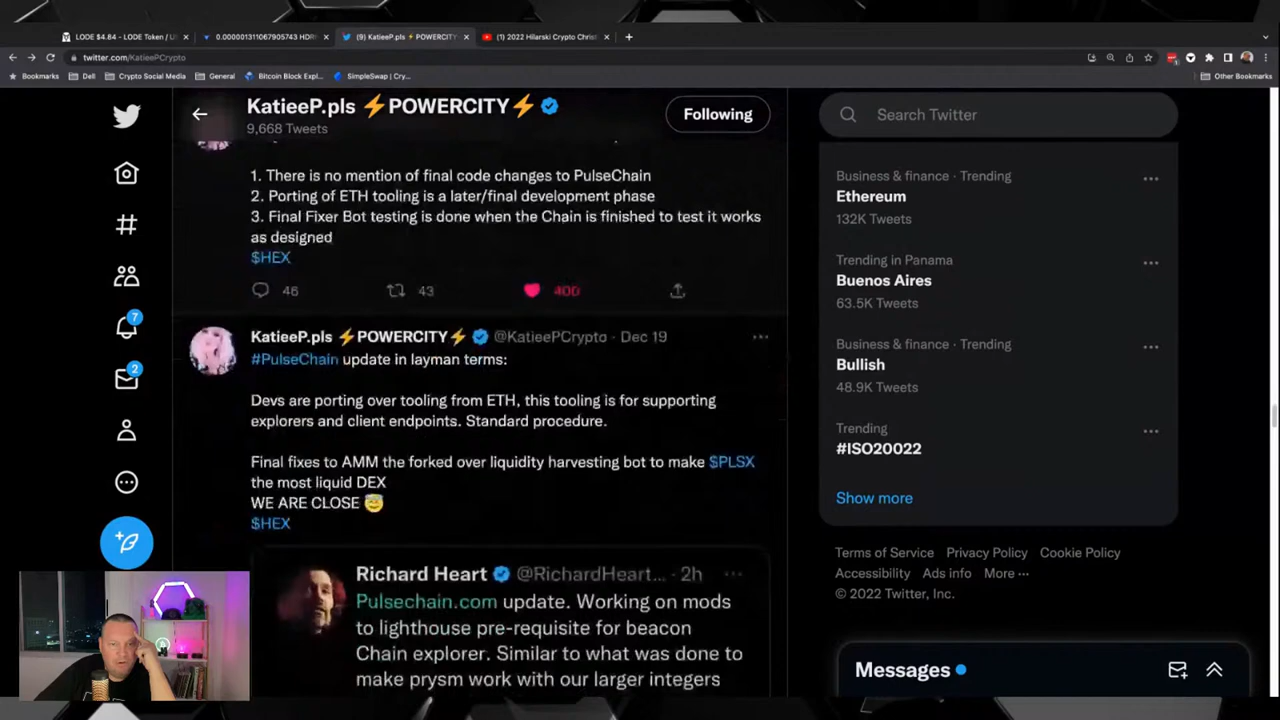 LODE $4.84 - LODE Token / U
0.0000001311067905743 HDRN
(9) KatieeP.pls ⚡POWERCITY⚡
(1) 2022 Hilarski Crypto Christ
twitter.com/KatieePCrypto
Bookmarks
Dell
Crypto Social Media
General
Bitcoin Block Expl...
SimpleSwap | Cry...
Other Bookmarks
KatieeP.pls ⚡POWERCITY⚡
9,668 Tweets
Following
1. There is no mention of final code changes to PulseChain
2. Porting of ETH tooling is a later/final development phase
3. Final Fixer Bot testing is done when the Chain is finished to test it works
as designed
$HEX
46
43
400
KatieeP.pls ⚡POWERCITY⚡ @KatieePCrypto · Dec 19
#PulseChain update in layman terms:
Devs are porting over tooling from ETH, this tooling is for supporting
explorers and client endpoints. Standard procedure.
Final fixes to AMM the forked over liquidity harvesting bot to make $PLSX
the most liquid DEX
WE ARE CLOSE 😇
$HEX
Richard Heart @RichardHeart... · 2h
Pulsechain.com update. Working on mods
to lighthouse pre-requisite for beacon
Chain explorer. Similar to what was done to
make prysm work with our larger integers
7
2
Search Twitter
Business & finance · Trending
Ethereum
132K Tweets
Trending in Panama
Buenos Aires
63.5K Tweets
Business & finance · Trending
Bullish
48.9K Tweets
Trending
#ISO20022
Show more
Terms of Service Privacy Policy Cookie Policy
Accessibility Ads info More ···
© 2022 Twitter, Inc.
Messages